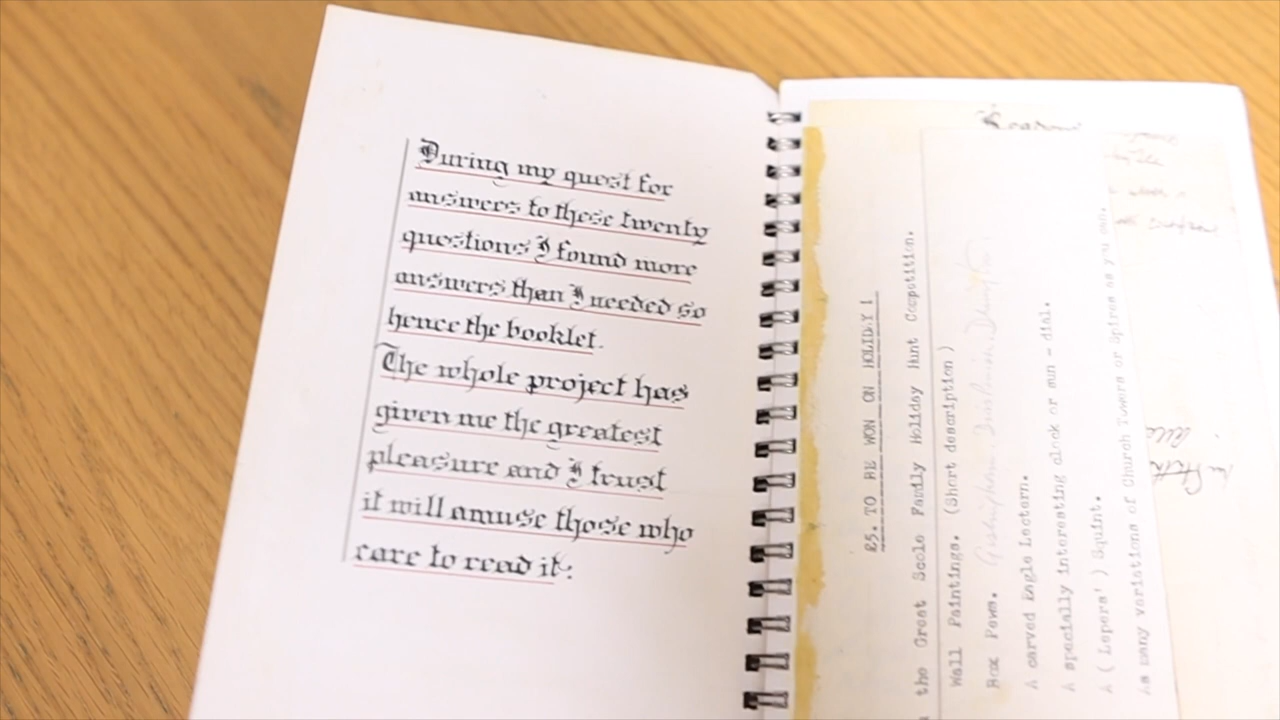 During my quest for
answers to these twenty
questions I found more
answers than I needed so
hence the booklet.
The whole project has
given me the greatest
pleasure and I trust
it will amuse those who
care to read it:
£5. TO BE WON ON HOLIDAY !
the Great Scole Family Holiday Hunt Competition.
Wall Paintings. (Short description)
Box Pews.
A carved Eagle Lectern.
A specially interesting clock or sun - dial.
A ( Lepers' ) Squint.
As many variations of Church Towers or Spires as you can.